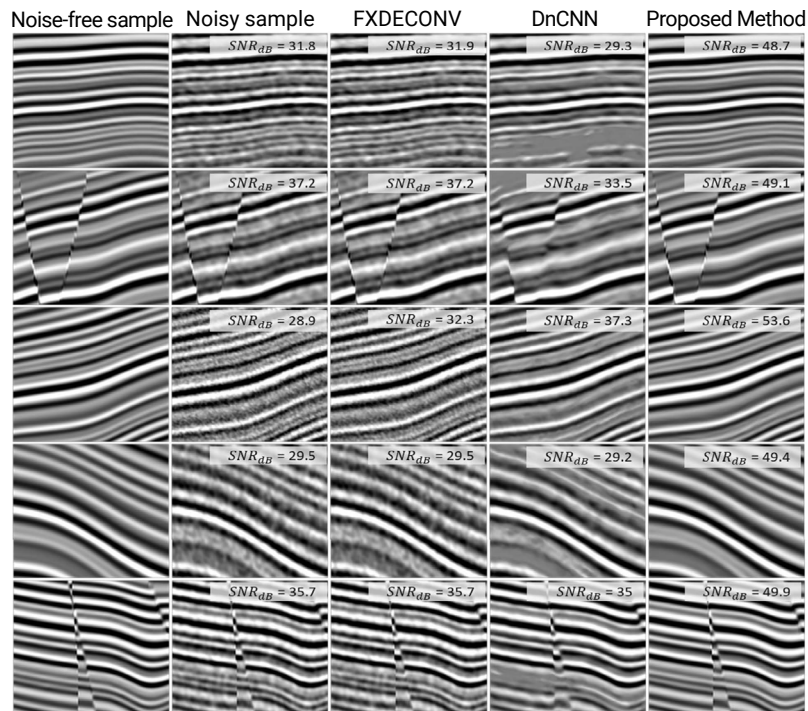 Noise-free sample Noisy sample FXDECONV DnCNN Proposed Method
SNR_dB = 31.8 SNR_dB = 31.9 SNR_dB = 29.3 SNR_dB = 48.7
SNR_dB = 37.2 SNR_dB = 37.2 SNR_dB = 33.5 SNR_dB = 49.1
SNR_dB = 28.9 SNR_dB = 32.3 SNR_dB = 37.3 SNR_dB = 53.6
SNR_dB = 29.5 SNR_dB = 29.5 SNR_dB = 29.2 SNR_dB = 49.4
SNR_dB = 35.7 SNR_dB = 35.7 SNR_dB = 35 SNR_dB = 49.9